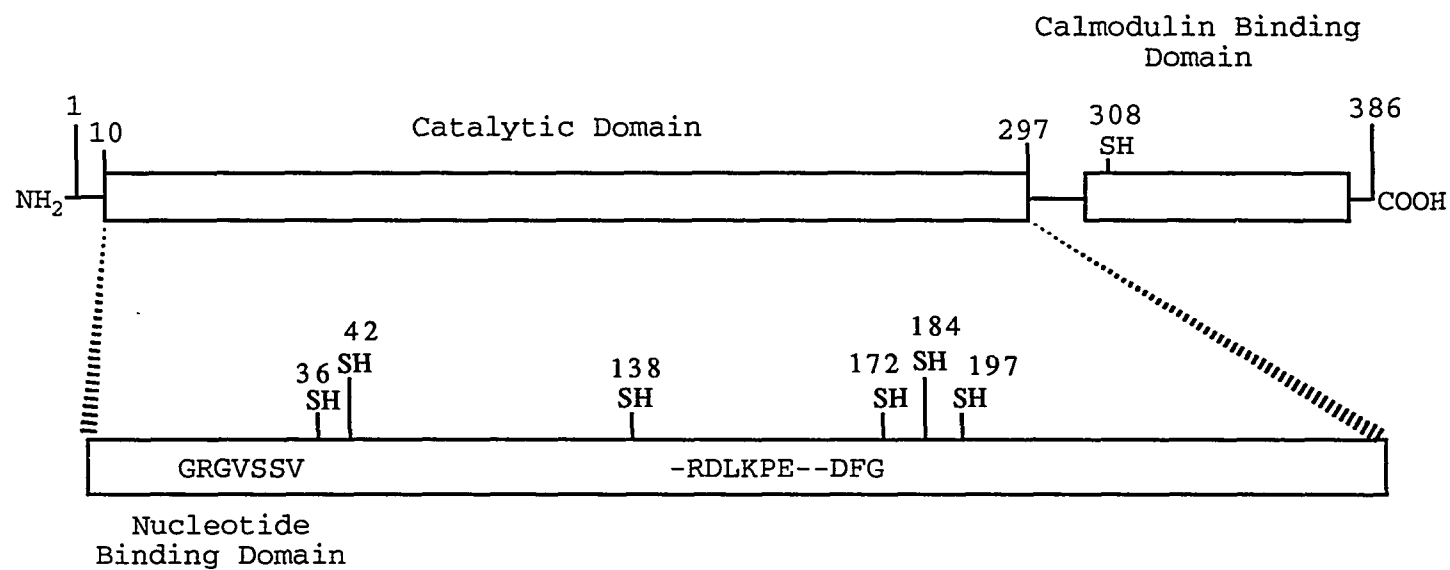 Calmodulin Binding
Domain
1
10
Catalytic Domain
297
308
SH
386
NH2
COOH
36
SH
42
SH
138
SH
172
SH
184
SH
197
SH
GRGVSSV
-RDLKPE--DFG
Nucleotide
Binding Domain